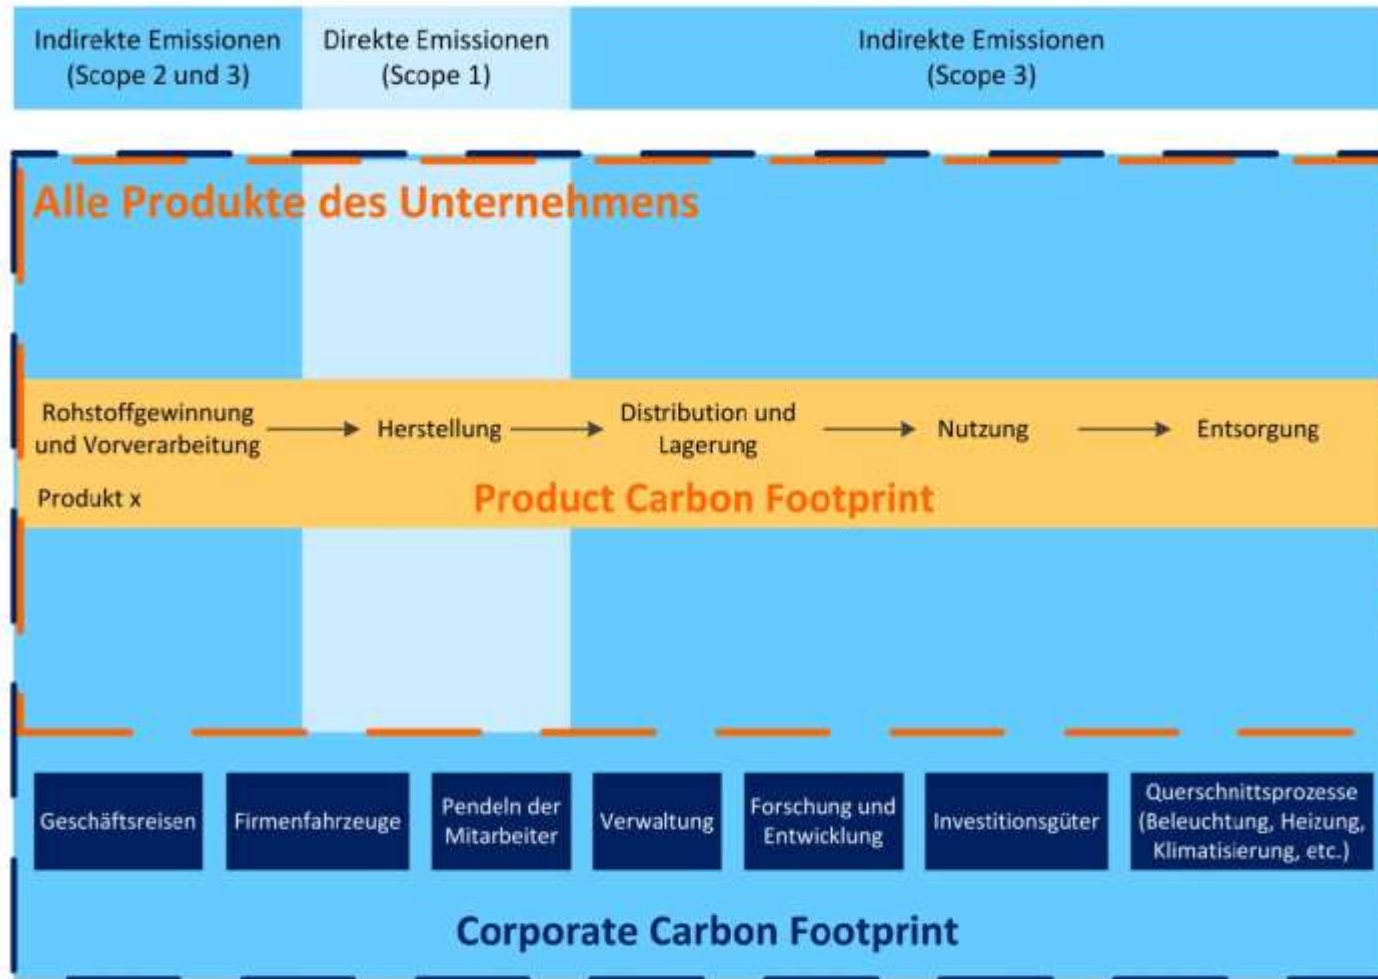 Indirekte Emissionen
(Scope 2 und 3)
Direkte Emissionen
(Scope 1)
Indirekte Emissionen
(Scope 3)
Alle Produkte des Unternehmens
Rohstoffgewinnung
und Vorverarbeitung
Herstellung
Distribution und
Lagerung
Nutzung
Entsorgung
Produkt x
Product Carbon Footprint
Geschäftsreisen
Firmenfahrzeuge
Pendeln der
Mitarbeiter
Verwaltung
Forschung und
Entwicklung
Investitionsgüter
Querschnittsprozesse
(Beleuchtung, Heizung,
Klimatisierung, etc.)
Corporate Carbon Footprint